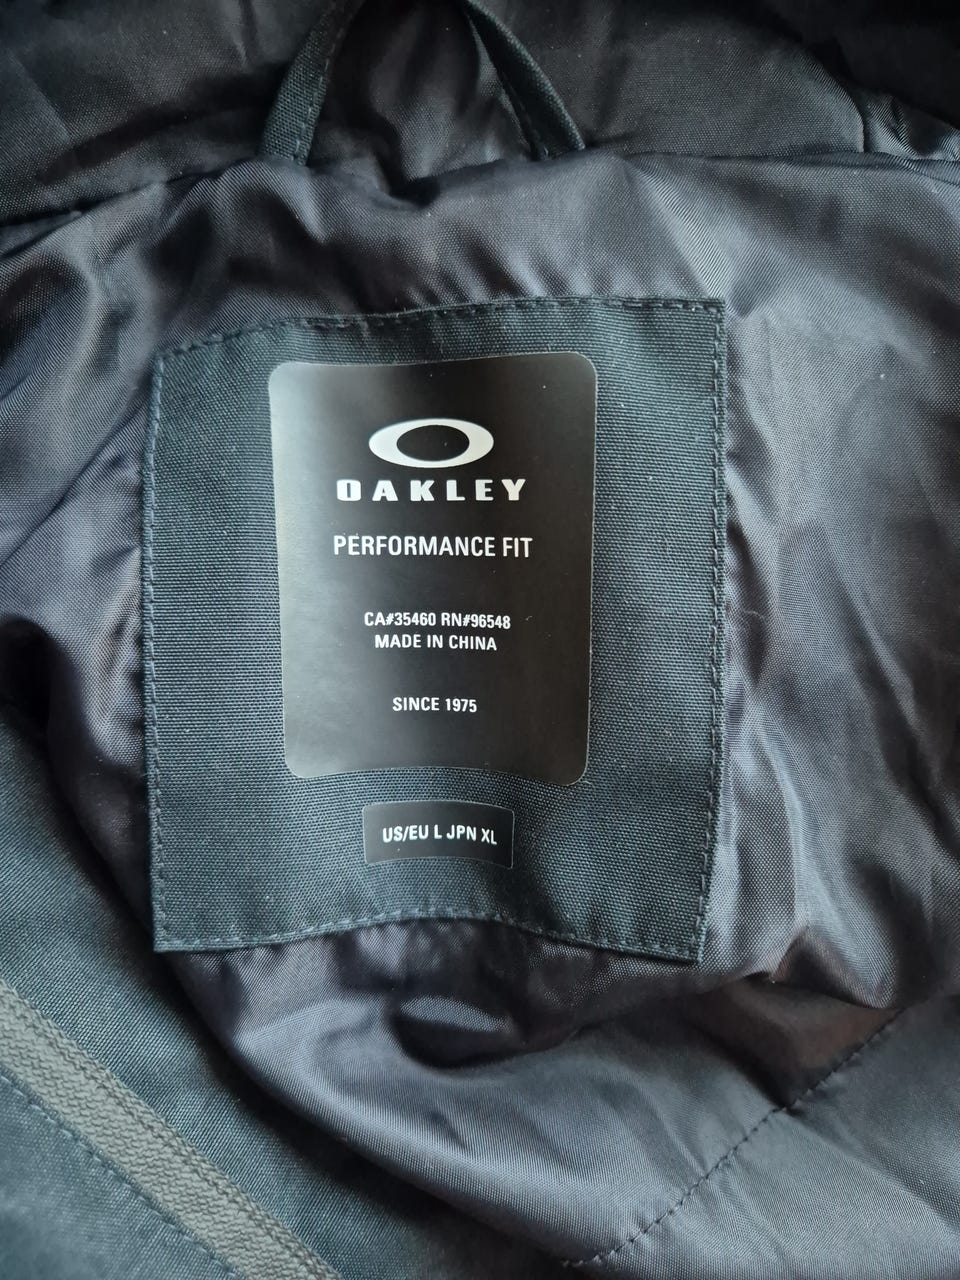 OAKLEY
PERFORMANCE FIT
CA#35460 RN#96548
MADE IN CHINA
SINCE 1975
US/EU L JPN XL